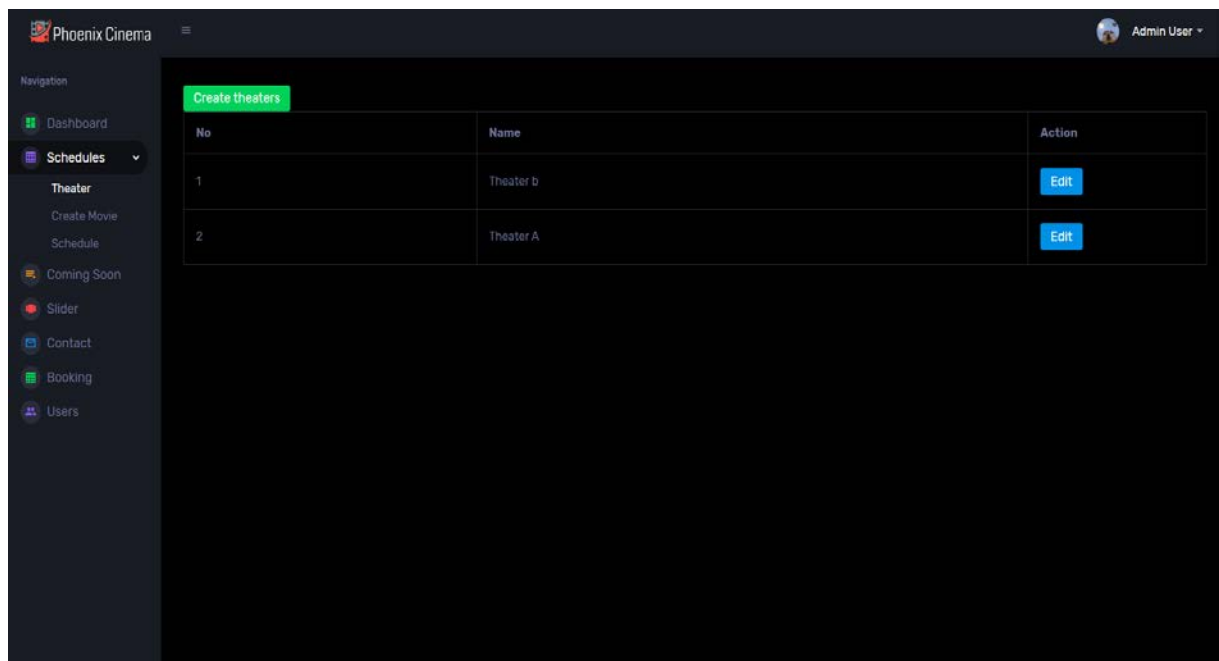 Phoenix Cinema
Admin User
Navigation
Dashboard
Schedules
Theater
Create Movie
Schedule
Coming Soon
Slider
Contact
Booking
Users
Create theaters
No Name Action
1 Theater b Edit
2 Theater A Edit